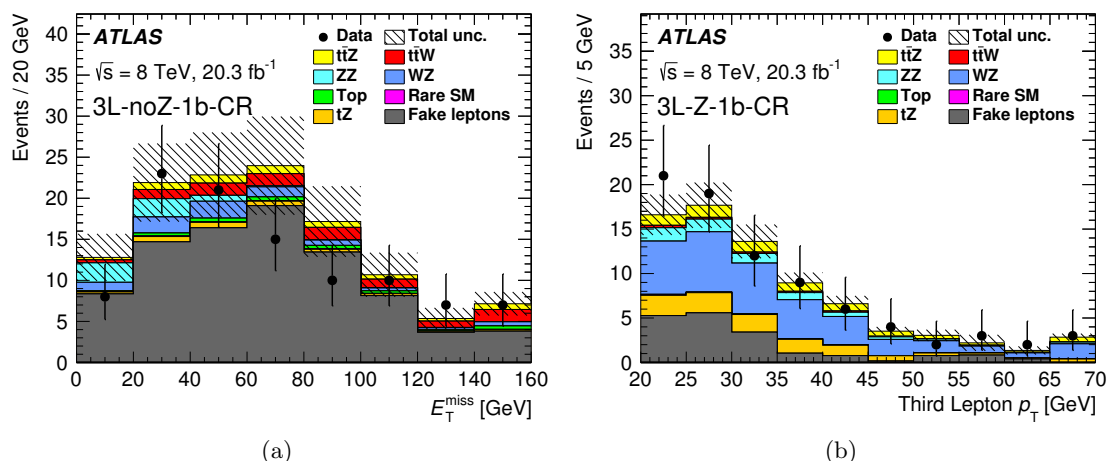 ATLAS
√s = 8 TeV, 20.3 fb⁻¹
3L-noZ-1b-CR
Data
Total unc.
tt̄Z
tt̄W
ZZ
WZ
Top
Rare SM
tZ
Fake leptons
Events / 20 GeV
40
35
30
25
20
15
10
5
0
0 20 40 60 80 100 120 140 160
E_T^miss [GeV]
(a)
ATLAS
√s = 8 TeV, 20.3 fb⁻¹
3L-Z-1b-CR
Data
Total unc.
tt̄Z
tt̄W
ZZ
WZ
Top
Rare SM
tZ
Fake leptons
Events / 5 GeV
35
30
25
20
15
10
5
0
20 25 30 35 40 45 50 55 60 65 70
Third Lepton p_T [GeV]
(b)